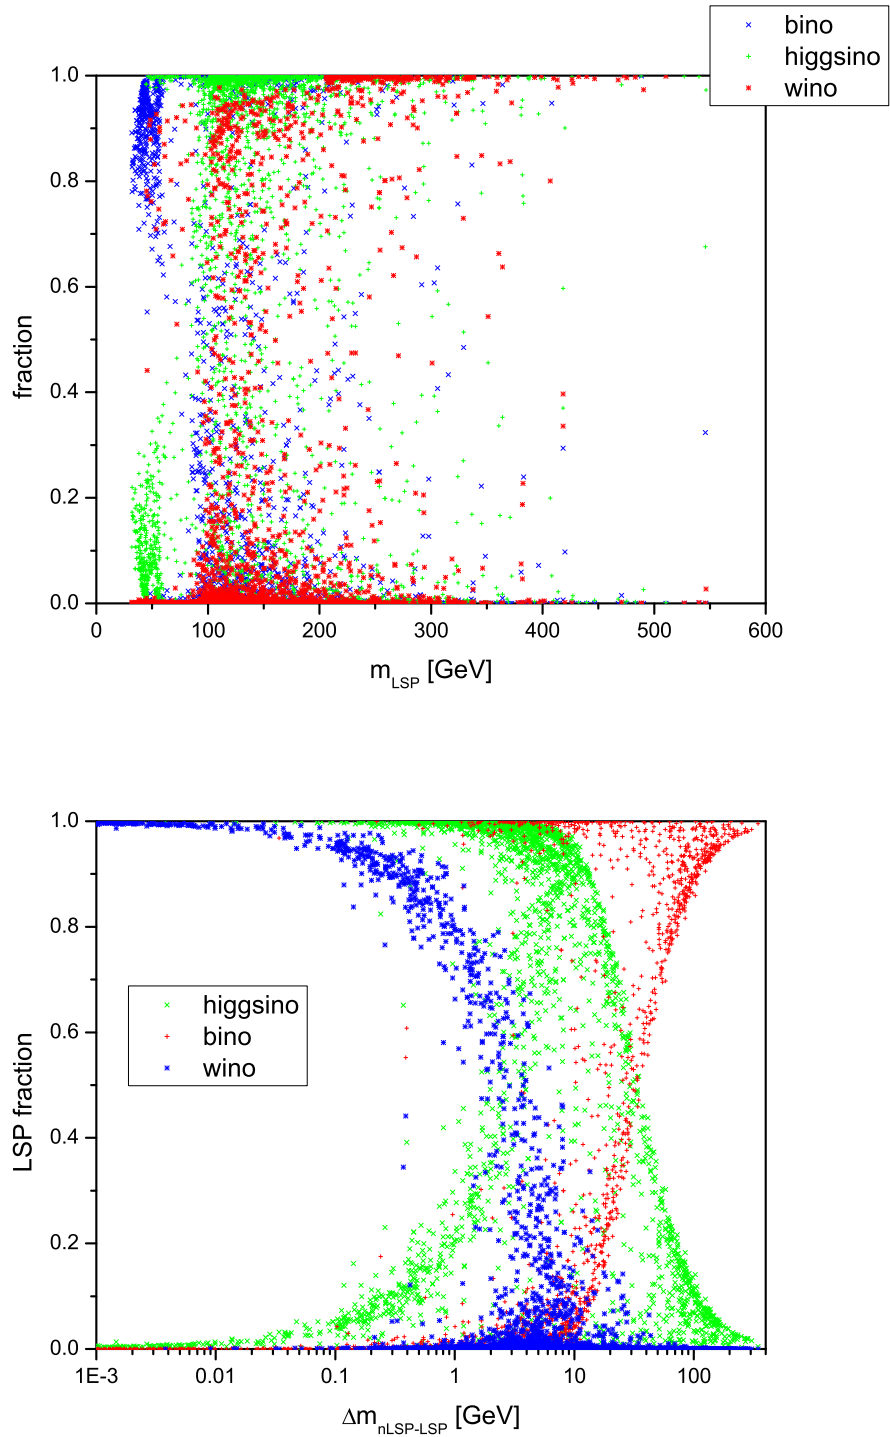 bino
higgsino
wino
1.0
0.8
0.6
0.4
0.2
0.0
fraction
0 100 200 300 400 500 600
m_LSP [GeV]
1.0
0.8
0.6
0.4
0.2
0.0
LSP fraction
higgsino
bino
wino
1E-3 0.01 0.1 1 10 100
Δm_nLSP-LSP [GeV]